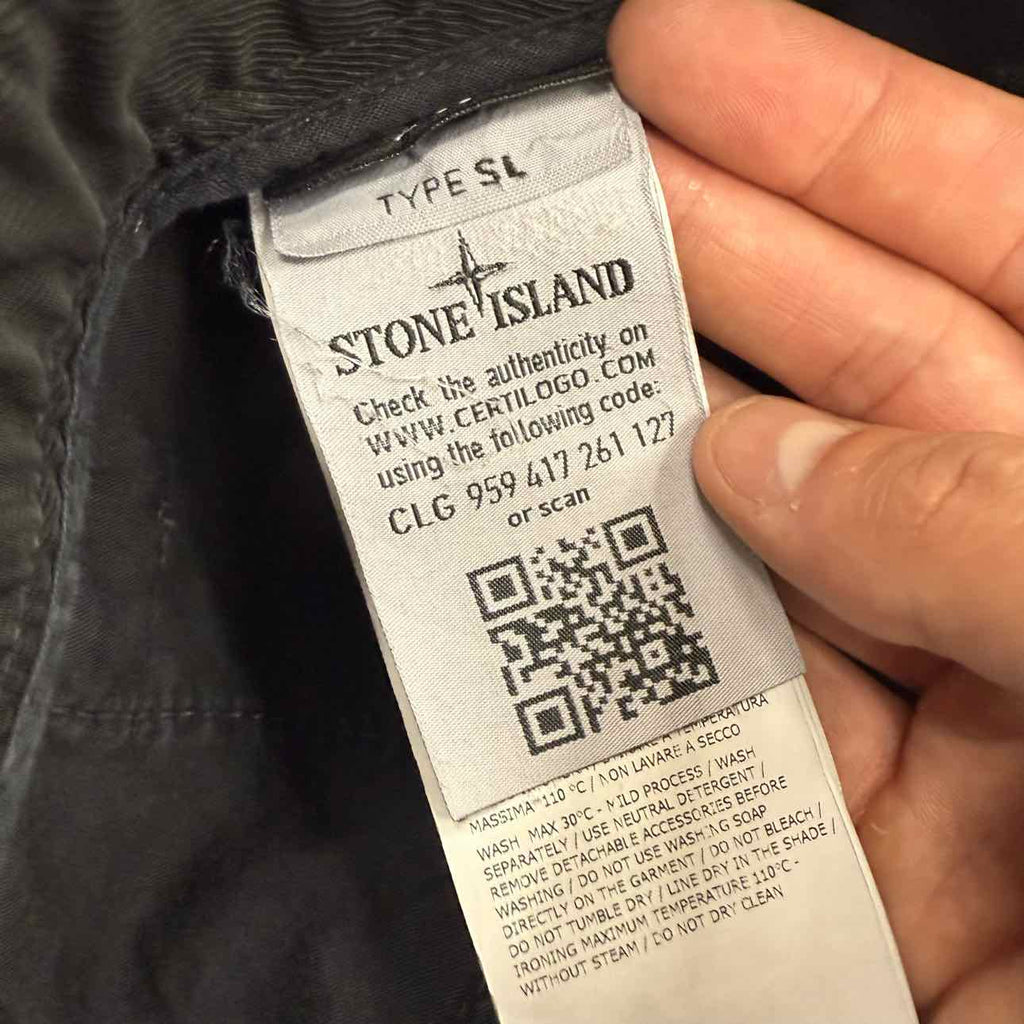 TYPE SL
STONE ISLAND
Check the authenticity on
WWW.CERTILOGO.COM
using the following code:
CLG 959 417 261 127
or scan
A TEMPERATURA
MASSIMA 110 °C / NON LAVARE A SECCO
WASH MAX 30°C - MILD PROCESS / WASH
SEPARATELY / USE NEUTRAL DETERGENT /
REMOVE DETACHABLE ACCESSORIES BEFORE
WASHING / DO NOT USE WASHING SOAP
DIRECTLY ON THE GARMENT / DO NOT BLEACH /
DO NOT TUMBLE DRY / LINE DRY IN THE SHADE /
IRONING MAXIMUM TEMPERATURE 110°C -
WITHOUT STEAM / DO NOT DRY CLEAN